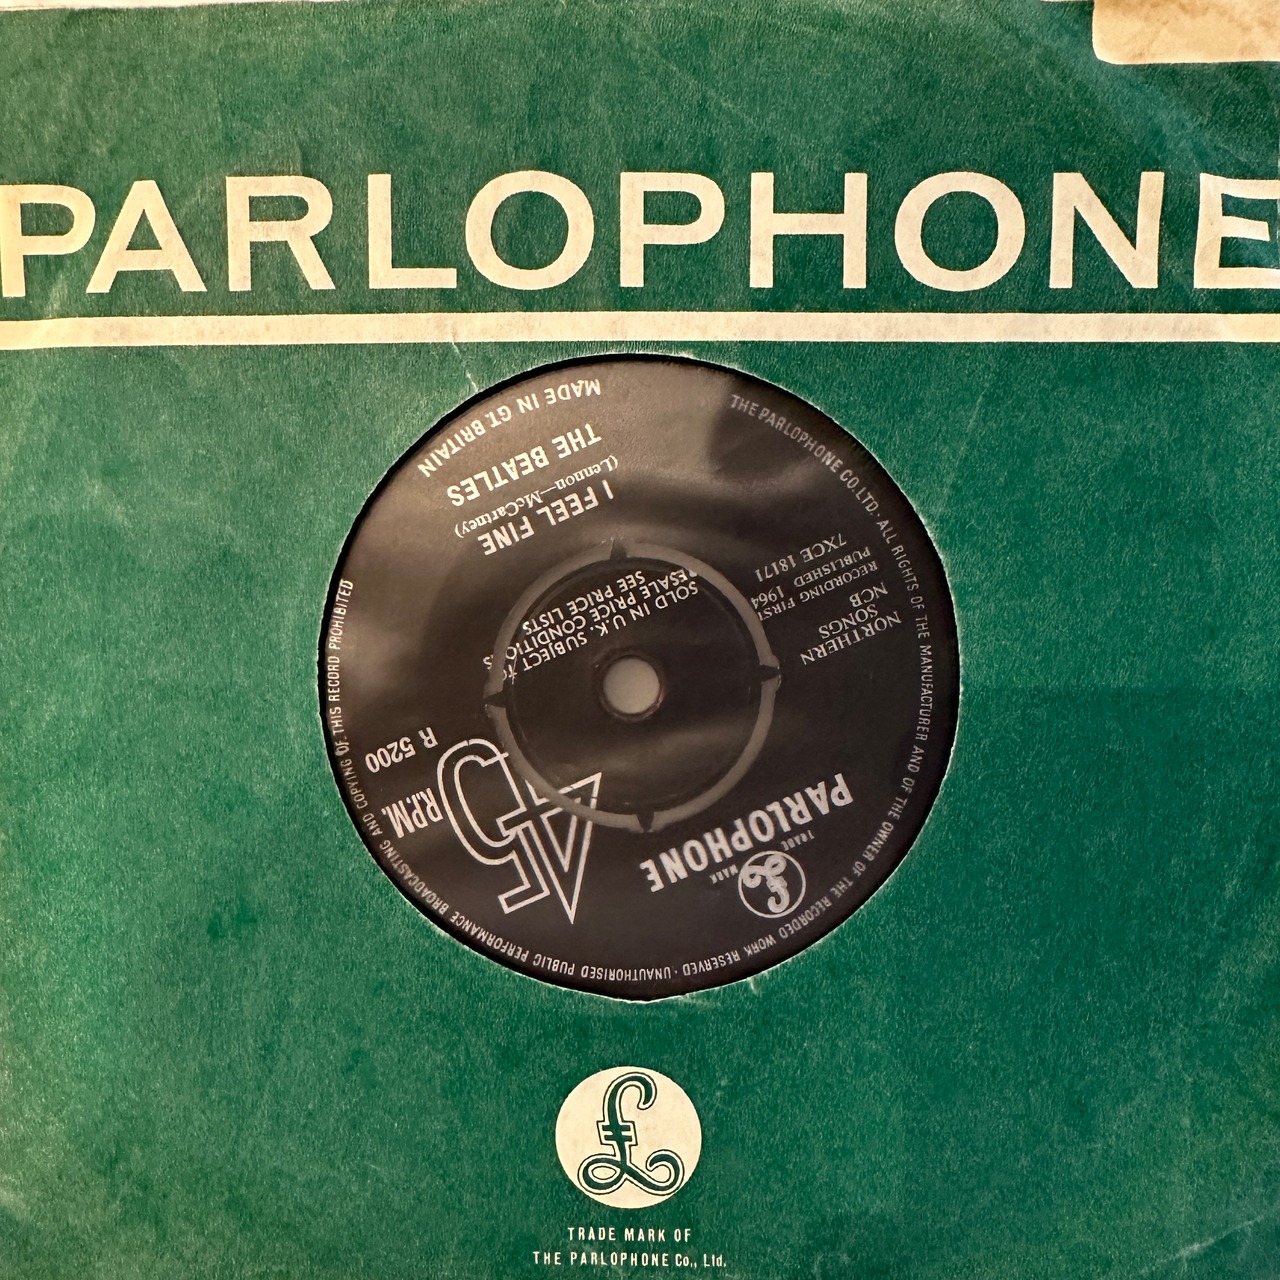 PARLOPHONE
THE PARLOPHONE CO.LTD. ALL RIGHTS OF THE MANUFACTURER AND OF THE OWNER OF THE RECORDED WORK RESERVED · UNAUTHORISED PUBLIC PERFORMANCE BROADCASTING AND COPYING OF THIS RECORD PROHIBITED
TRADE MARK
£
PARLOPHONE
45
R.P.M.
R 5200
NORTHERN
SONGS
NCB
RECORDING FIRST
PUBLISHED 1964
7XCE 18171
SOLD IN U.K. SUBJECT TO
RESALE PRICE CONDITIONS
SEE PRICE LISTS
I FEEL FINE
(Lennon—McCartney)
THE BEATLES
MADE IN GT. BRITAIN
£
TRADE MARK OF
THE PARLOPHONE Co., Ltd.